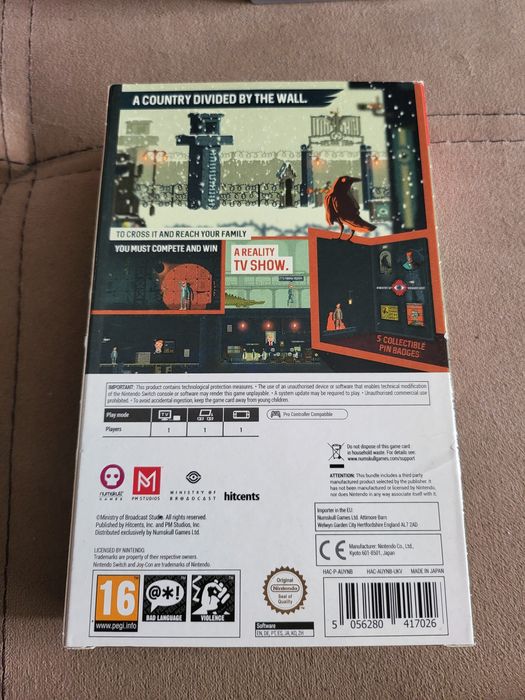 A COUNTRY DIVIDED BY THE WALL.
TO CROSS IT AND REACH YOUR FAMILY
YOU MUST COMPETE AND WIN
A REALITY
TV SHOW.
5 COLLECTIBLE
PIN BADGES
IMPORTANT: This product contains technological protection measures. • The use of an unauthorised device or software that enables technical modification
of the Nintendo Switch console or software may render this game unplayable. • A system update may be required to play. • Unauthorised commercial use
prohibited. • To avoid accidental ingestion, keep the game card away from young children.
Play mode
TV
Pro Controller Compatible
Players
1
1
1
Do not dispose of this game card
in household waste. For details see:
www.numskullgames.com/support
ATTENTION: This bundle includes a third party
manufactured product selected by the publisher. It
has not been manufactured or licensed by Nintendo,
nor does Nintendo in any way associate itself with it.
numskull
GAMES
PM STUDIOS
MINISTRY OF
BROADCAST
hitcents
©Ministry of Broadcast Studio. All rights reserved.
Published by Hitcents, Inc. and PM Studios, Inc.
Distributed exclusively by Numskull Games Ltd.
Importer in the EU:
Numskull Games Ltd. Attimore Barn
Welwyn Garden City Hertfordshire England AL7 2AD
CE
Manufacturer: Nintendo Co., Ltd.,
Kyoto 601-8501, Japan
LICENSED BY NINTENDO
Trademarks are property of their respective owners.
Nintendo Switch and Joy-Con are trademarks of Nintendo.
HAC-P-AUYNB
HAC-AUYNB-UKV
MADE IN JAPAN
16
www.pegi.info
@*!
BAD LANGUAGE
VIOLENCE
Original
Nintendo
Seal of
Quality
Software
EN, DE, PT, ES, JA, KO, ZH
5 056280 417026